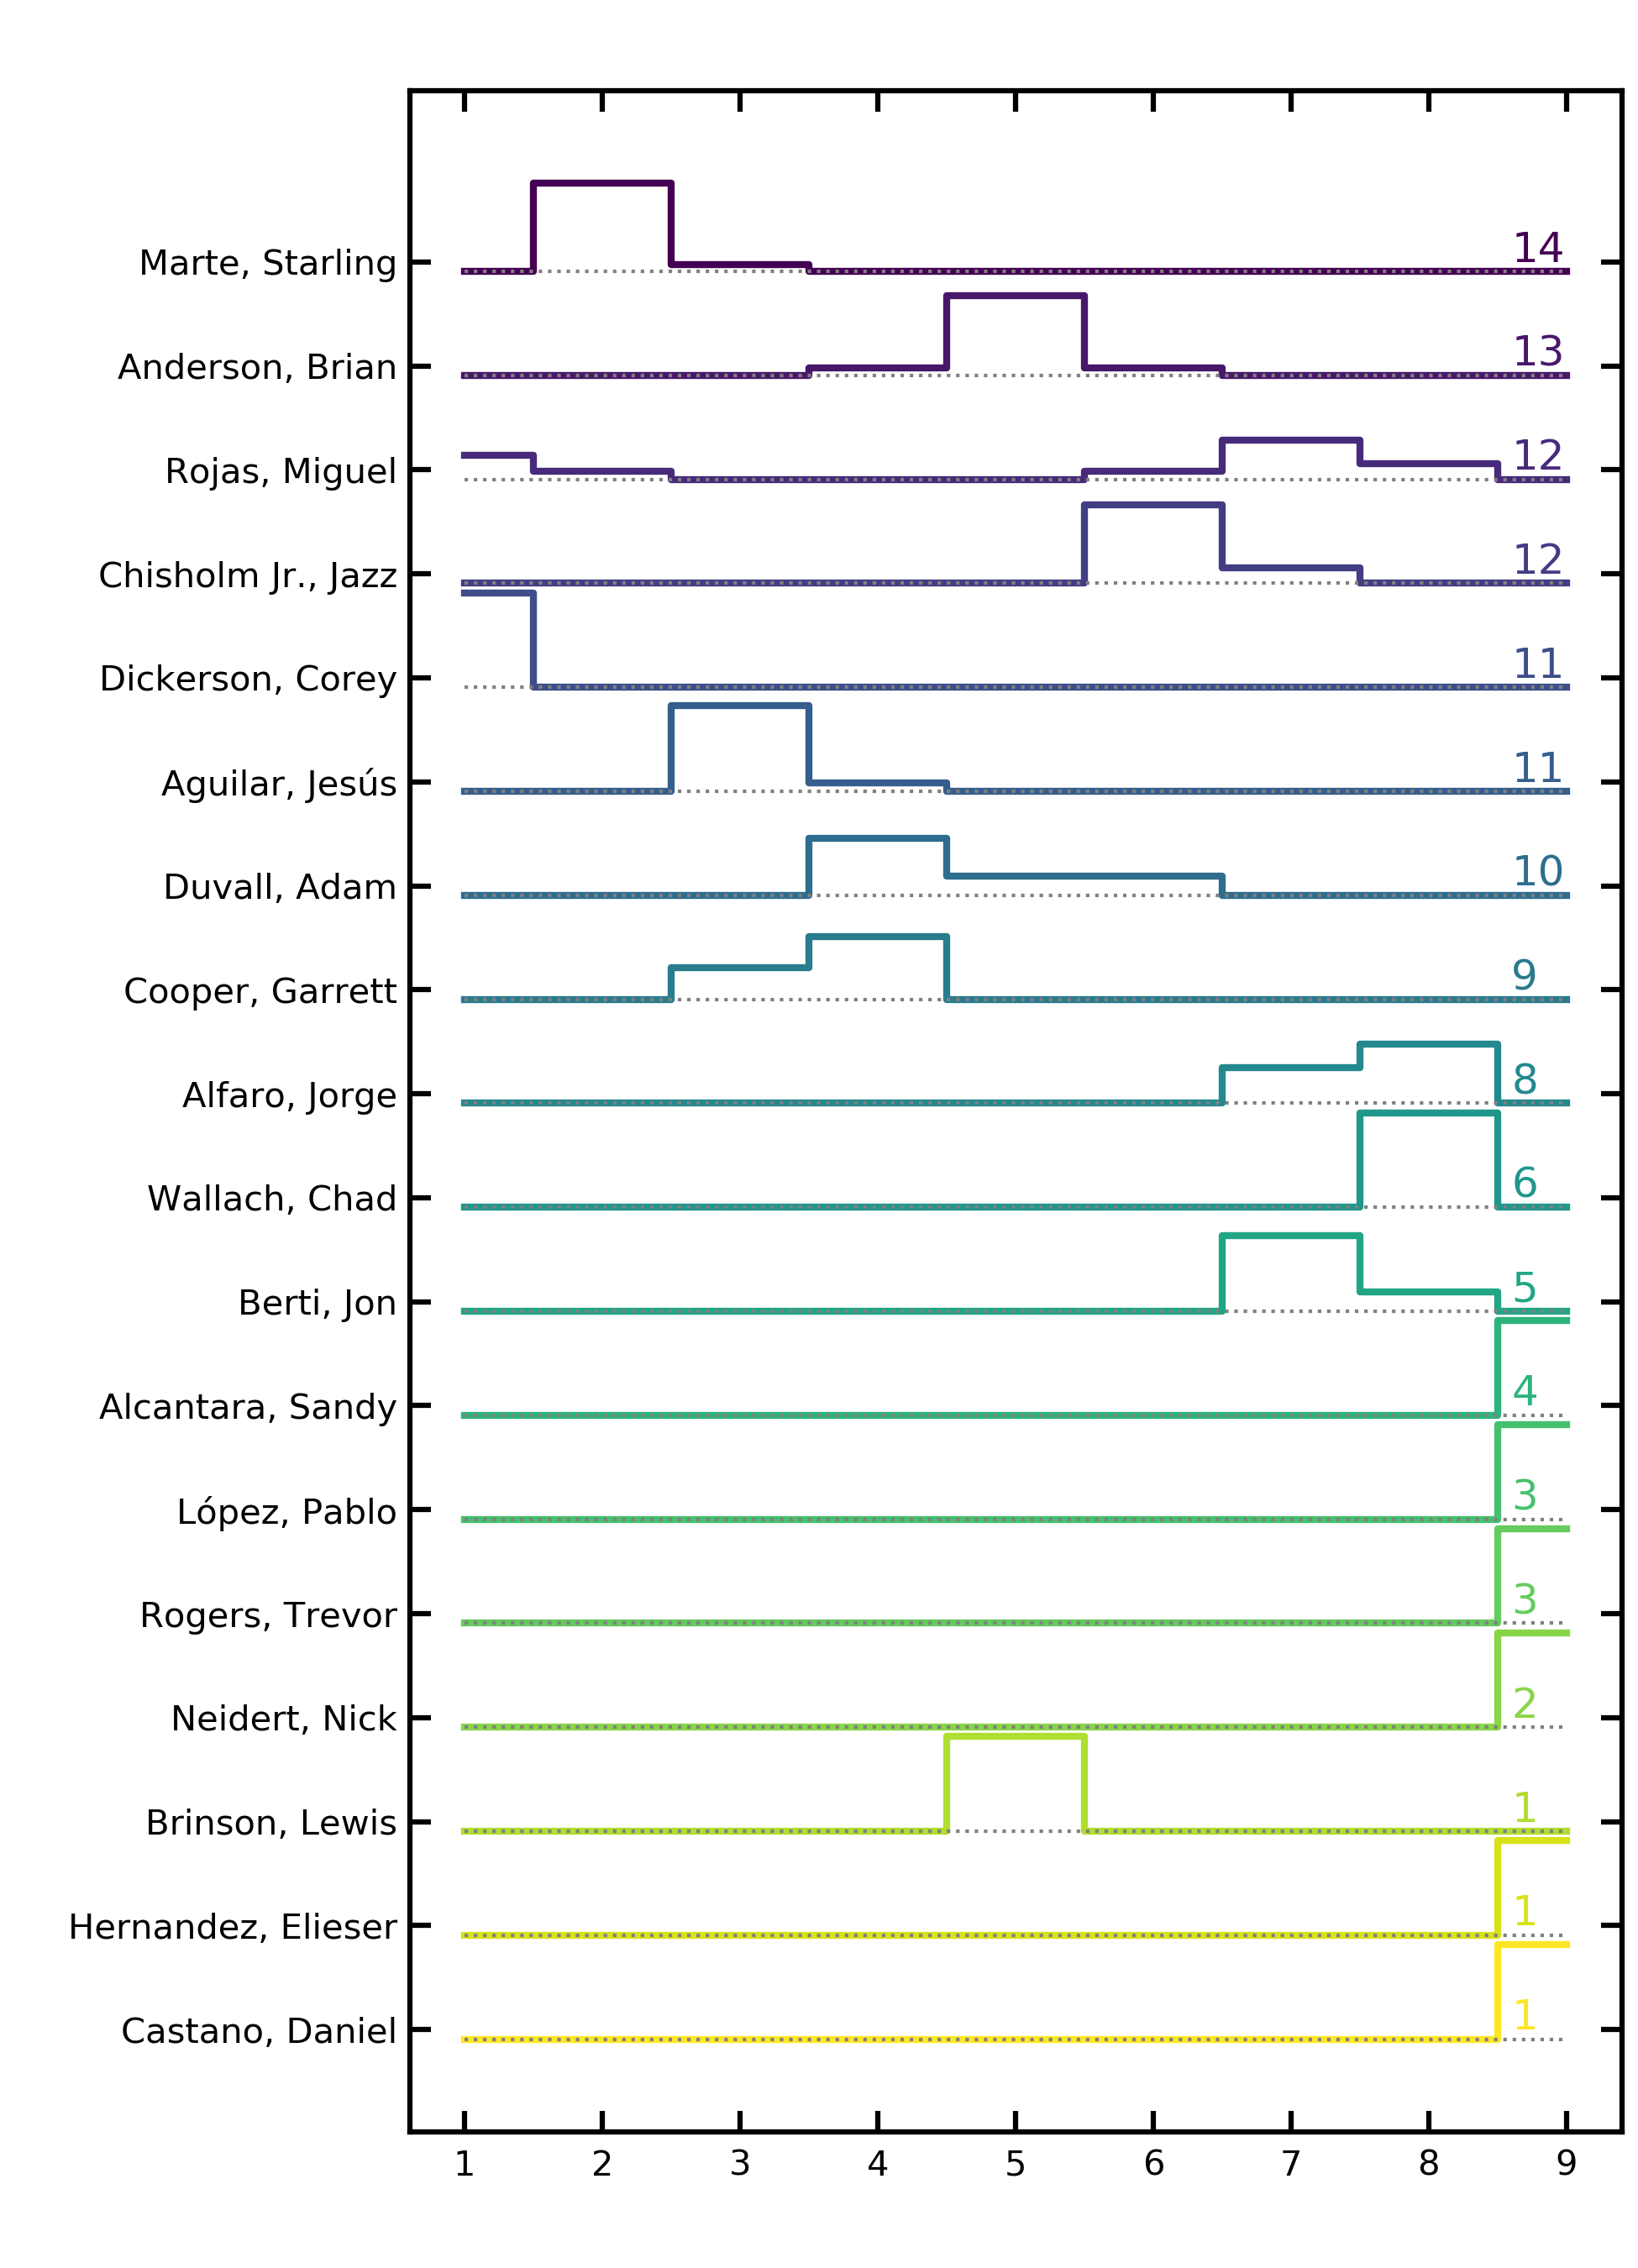 Marte, Starling 14
Anderson, Brian 13
Rojas, Miguel 12
Chisholm Jr., Jazz 12
Dickerson, Corey 11
Aguilar, Jesús 11
Duvall, Adam 10
Cooper, Garrett 9
Alfaro, Jorge 8
Wallach, Chad 6
Berti, Jon 5
Alcantara, Sandy 4
López, Pablo 3
Rogers, Trevor 3
Neidert, Nick 2
Brinson, Lewis 1
Hernandez, Elieser 1
Castano, Daniel 1
1 2 3 4 5 6 7 8 9